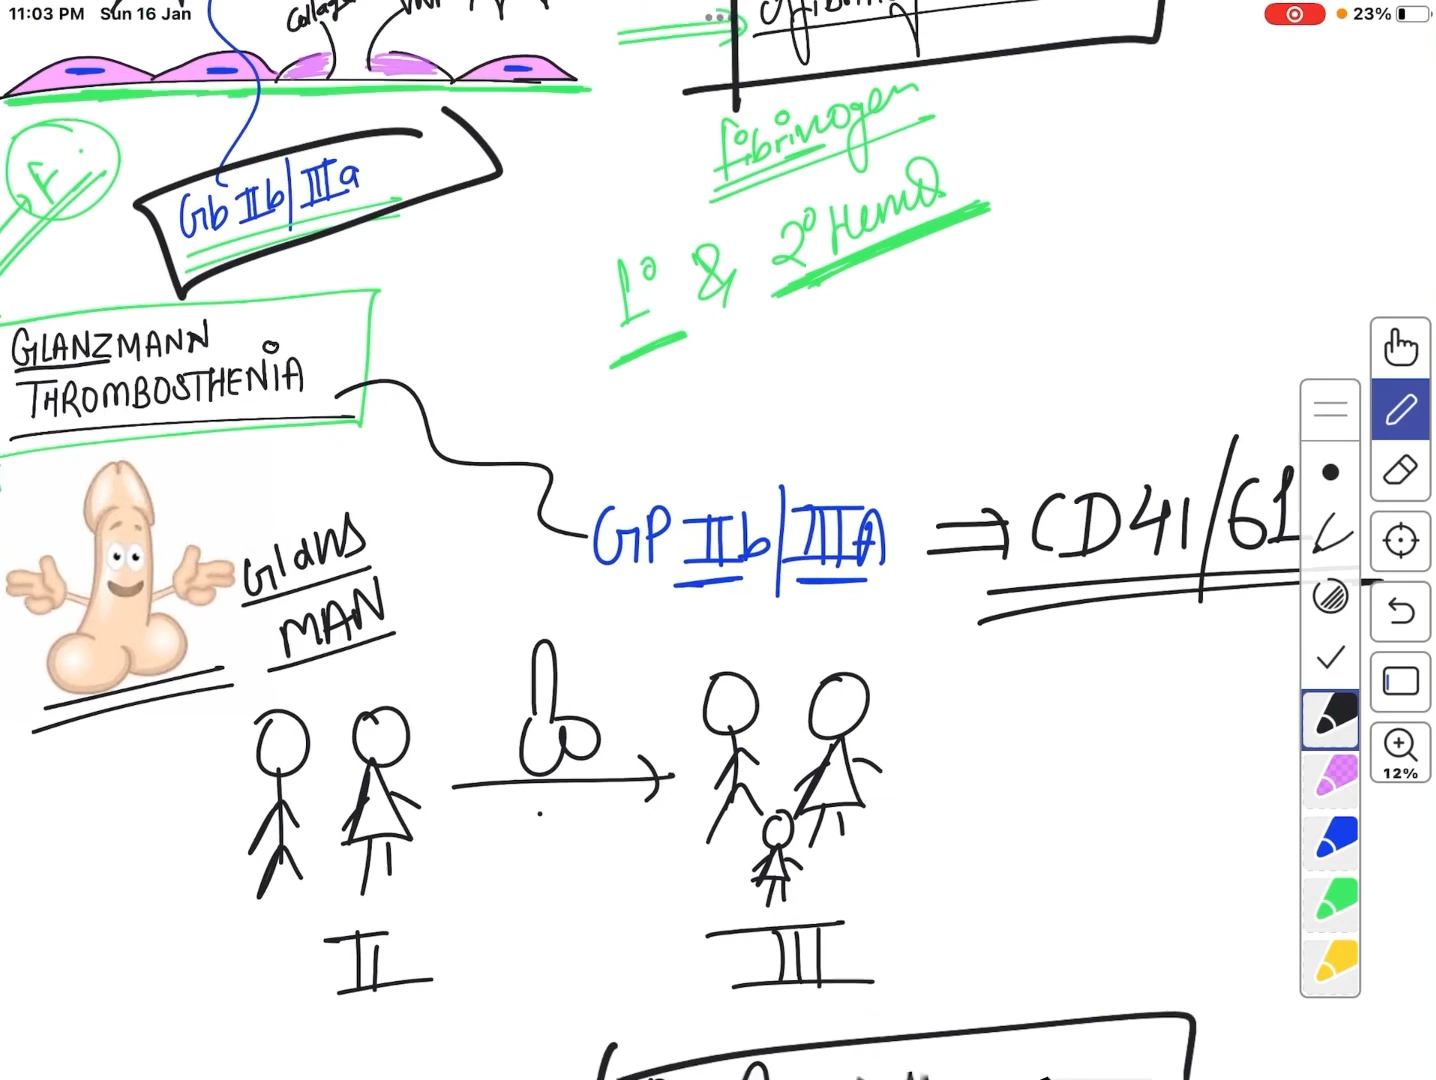 11:03 PM Sun 16 Jan
23%
Gb IIb/IIIa
F
fibrinogen
1° & 2° Hemo
GLANZMANN
THROMBOSTHENIA
GP IIb/IIIA ⇒ CD41/61
Glans
MAN
b
II
III
12%